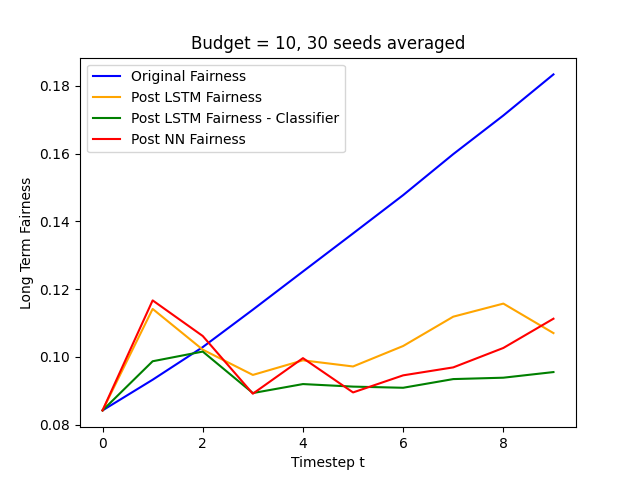 Budget = 10, 30 seeds averaged
Original Fairness
Post LSTM Fairness
Post LSTM Fairness - Classifier
Post NN Fairness
Long Term Fairness
0.18
0.16
0.14
0.12
0.10
0.08
0 2 4 6 8
Timestep t